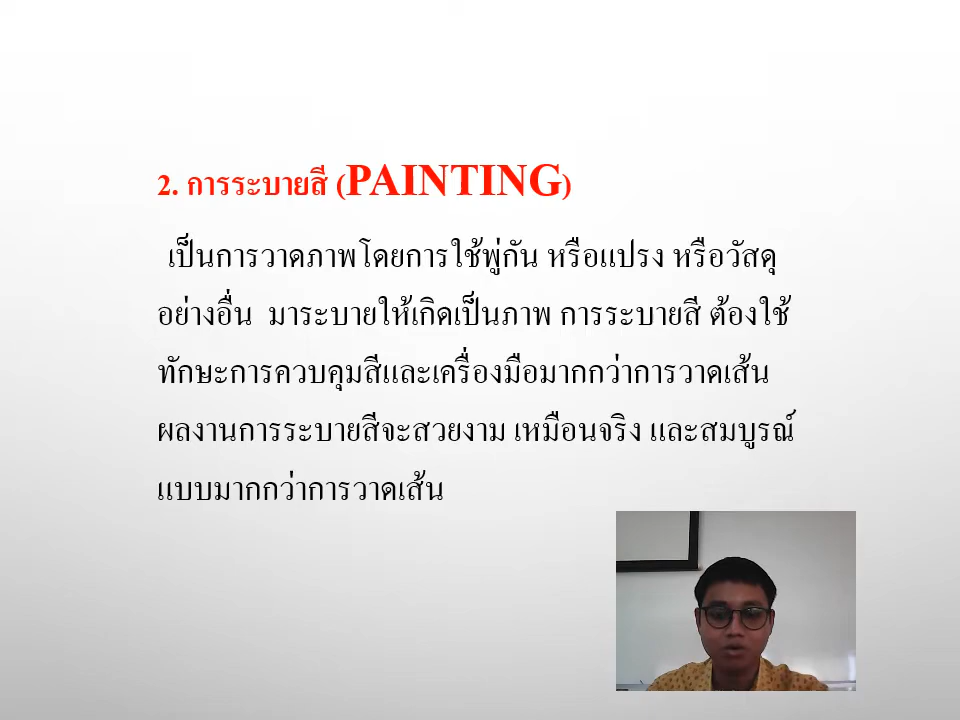 2. การระบายสี (PAINTING)
เป็นการวาดภาพโดยการใช้พู่กัน หรือแปรง หรือวัสดุ
อย่างอื่น มาระบายให้เกิดเป็นภาพ การระบายสี ต้องใช้
ทักษะการควบคุมสีและเครื่องมือมากกว่าการวาดเส้น
ผลงานการระบายสีจะสวยงาม เหมือนจริง และสมบูรณ์
แบบมากกว่าการวาดเส้น